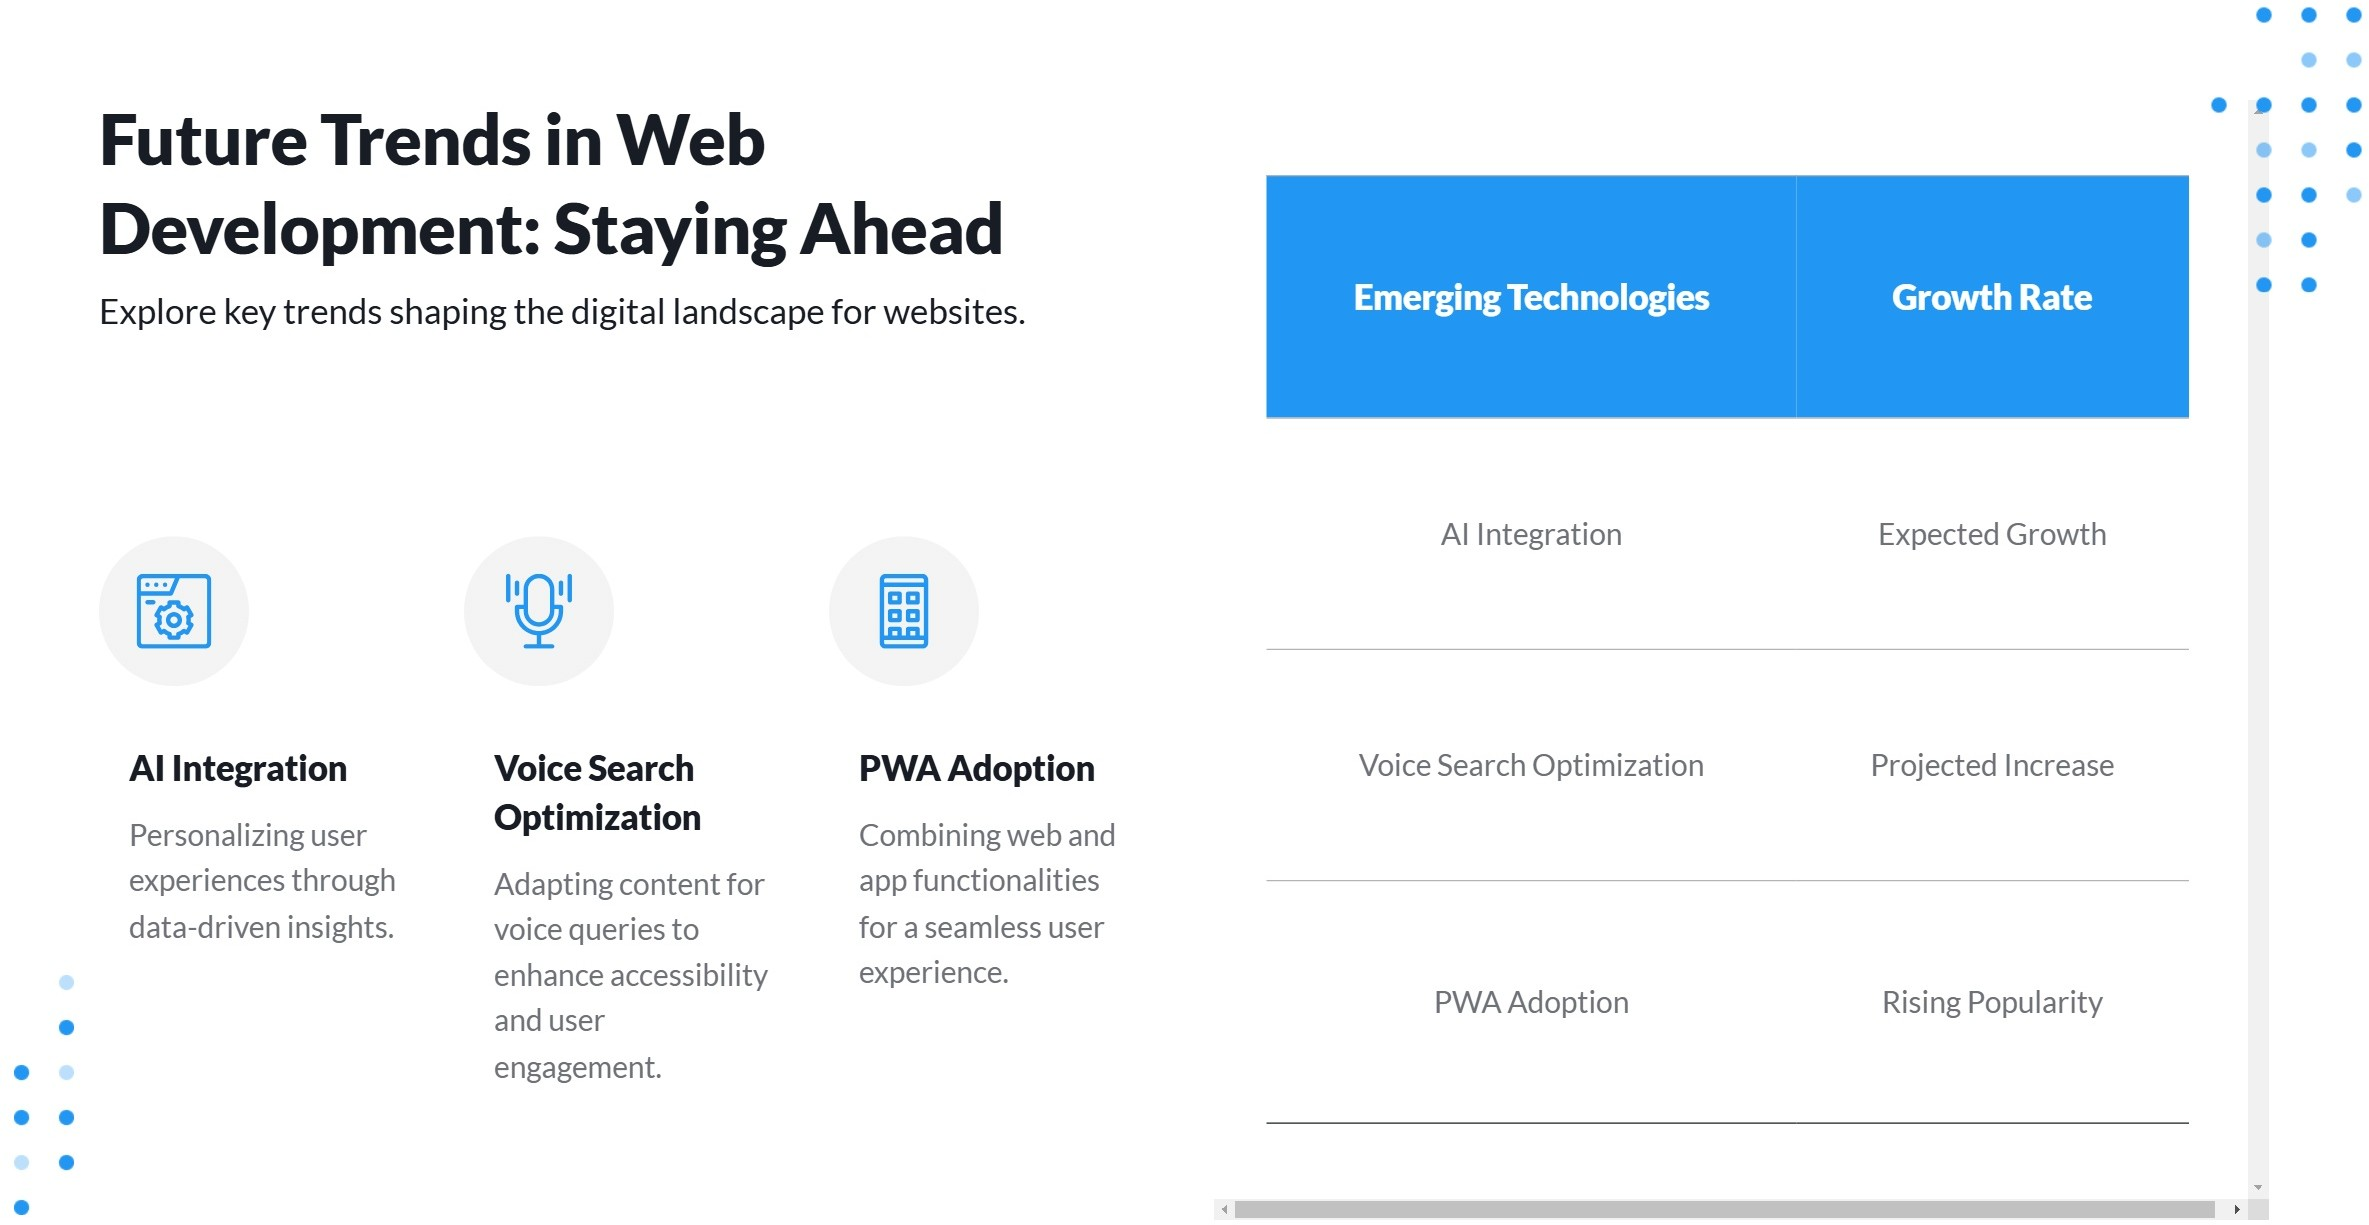 Future Trends in Web
Development: Staying Ahead
Explore key trends shaping the digital landscape for websites.
AI Integration
Personalizing user
experiences through
data-driven insights.
Voice Search
Optimization
Adapting content for
voice queries to
enhance accessibility
and user
engagement.
PWA Adoption
Combining web and
app functionalities
for a seamless user
experience.
Emerging Technologies Growth Rate
AI Integration Expected Growth
Voice Search Optimization Projected Increase
PWA Adoption Rising Popularity